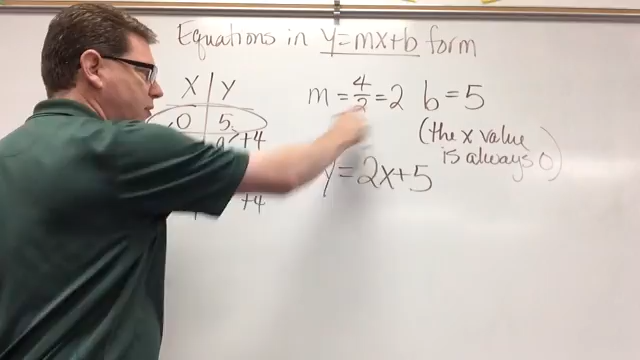 Equations in y=mx+b form
X Y
m = 4/2 = 2 b = 5
0 5
+4
(the x value
is always 0)
y = 2x+5
+4